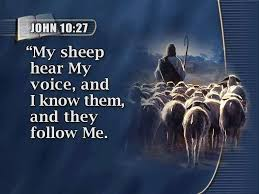 JOHN 10:27
“My sheep
hear My
voice, and
I know them,
and they
follow Me.